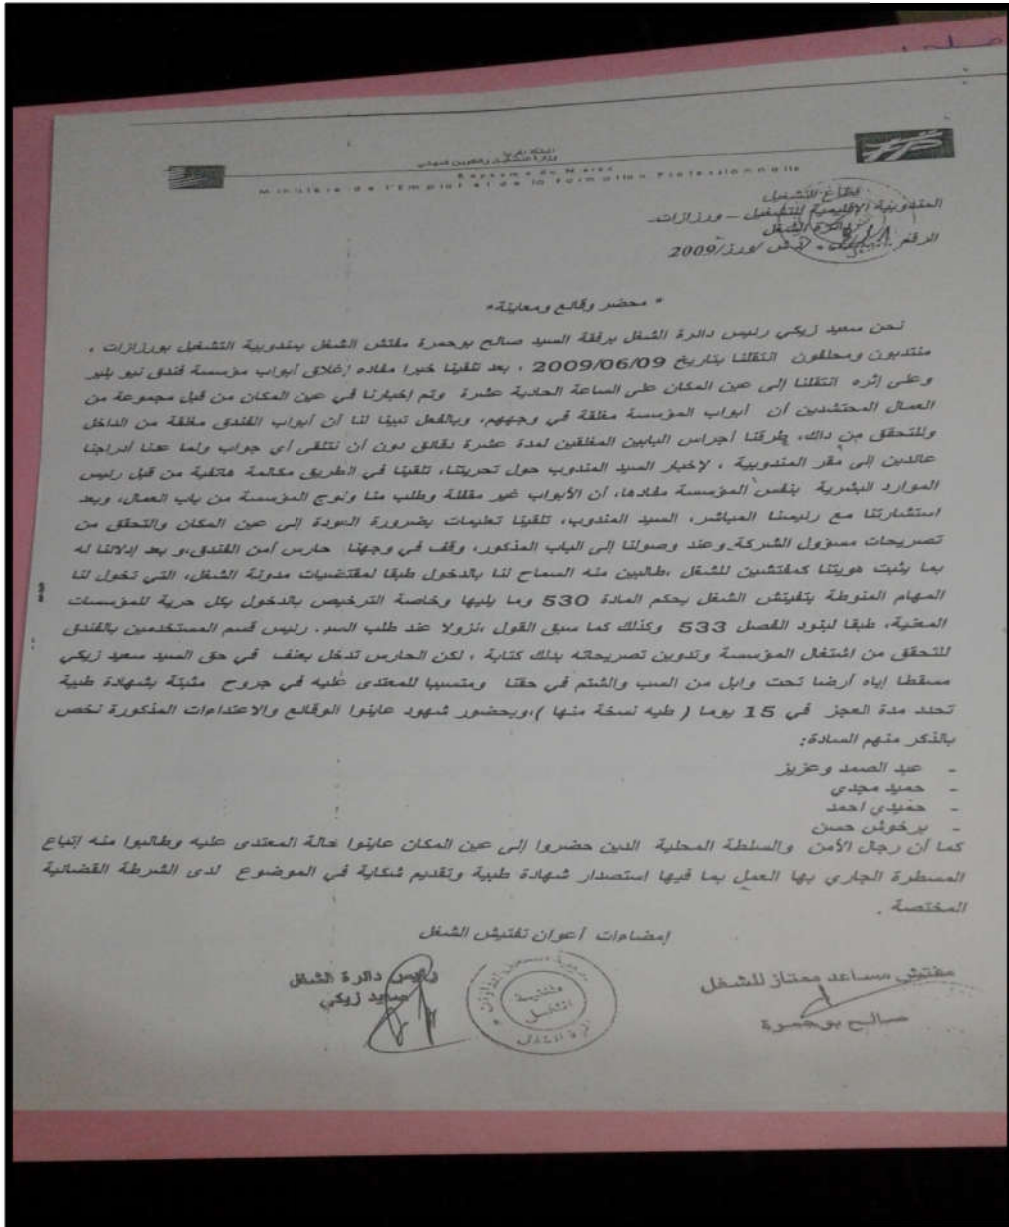 المملكة المغربية
وزارة التشغيل والتكوين المهني
Royaume du Maroc
Ministère de l'Emploi et de la Formation Professionnelle
قطاع التشغيل
المندوبية الإقليمية للتشغيل – ورزازات-
دائرة الشغل
الرقم ورز/2009
* محضر وقائع ومعاينة*
نحن سعيد زيكي رئيس دائرة الشغل برفقة السيد صالح بوحمرة مفتش الشغل بمندوبية التشغيل بورزازات ،
منتدبون ومحلفون انتقلنا بتاريخ 2009/06/09 ، بعد تلقينا خبرا مفاده إغلاق أبواب مؤسسة فندق نيو بلير
وعلى إثره انتقلنا إلى عين المكان على الساعة الحادية عشرة وتم إخبارنا في عين المكان من قبل مجموعة من
العمال المحتشدين أن أبواب المؤسسة مغلقة في وجههم، وبالفعل تبينا لنا أن أبواب الفندق مغلقة من الداخل
وللتحقق من ذاك، طرقنا أجراس البابين المغلقين لمدة عشرة دقائق دون أن نتلقى أي جواب ولما عدنا أدراجنا
عائدين إلى مقر المندوبية ، لإخبار السيد المندوب حول تحريتنا، تلقينا في الطريق مكالمة هاتفية من قبل رئيس
الموارد البشرية بنفس المؤسسة مفادها، أن الأبواب غير مقفلة وطلب منا ولوج المؤسسة من باب العمال، وبعد
استشارتنا مع رئيسنا المباشر، السيد المندوب، تلقينا تعليمات بضرورة العودة إلى عين المكان والتحقق من
تصريحات مسؤول الشركة وعند وصولنا إلى الباب المذكور، وقف في وجهنا حارس أمن الفندق،و بعد إدلائنا له
بما يثبت هويتنا كمفتشين للشغل ،طالبين منه السماح لنا بالدخول طبقا لمقتضيات مدونة الشغل، التي تخول لنا
المهام المنوطة بتفتيش الشغل بحكم المادة 530 وما يليها وخاصة الترخيص بالدخول بكل حرية للمؤسسات
المعنية، طبقا لبنود الفصل 533 وكذلك كما سبق القول ،نزولا عند طلب السيد. رئيس قسم المستخدمين بالفندق
للتحقق من اشتغال المؤسسة وتدوين تصريحاته بذلك كتابة ، لكن الحارس تدخل بعنف في حق السيد سعيد زيكي
مسقطا إياه أرضا تحت وابل من السب والشتم في حقنا ومتسببا للمعتدى عليه في جروح مثبتة بشهادة طبية
تحدد مدة العجز في 15 يوما ( طيه نسخة منها )،وبحضور شهود عاينوا الوقائع والاعتداءات المذكورة نخص
بالذكر منهم السادة:
- عبد الصمد وعزيز
- حميد مجدي
- حميدي احمد
- برخوش حسن
كما أن رجال الأمن والسلطة المحلية الدين حضروا إلى عين المكان عاينوا حالة المعتدى عليه وطالبوا منه إتباع
المسطرة الجاري بها العمل بما فيها استصدار شهادة طبية وتقديم شكاية في الموضوع لدى الشرطة القضائية
المختصة .
إمضاءات أعوان تفتيش الشغل
مفتش مساعد ممتاز للشغل
صالح بوحمرة
رئيس دائرة الشغل
سعيد زيكي
مفتشية
الشغل